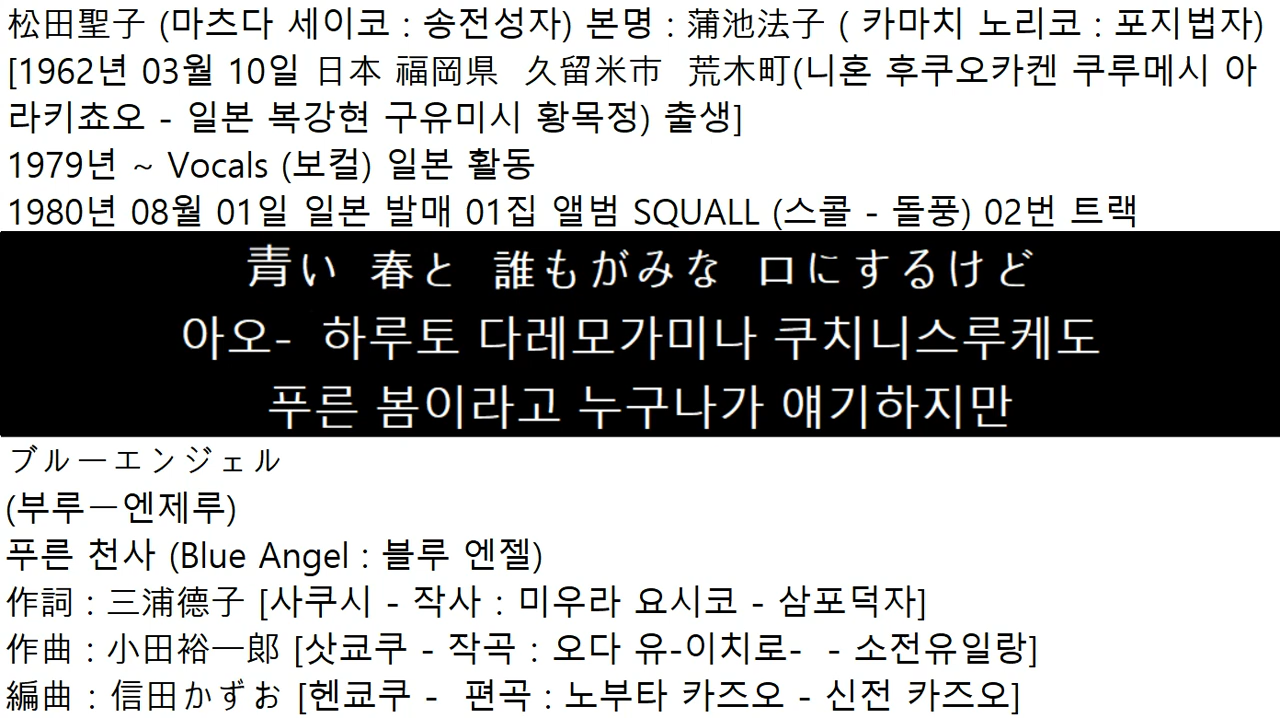 松田聖子 (마츠다 세이코 : 송전성자) 본명 : 蒲池法子 ( 카마치 노리코 : 포지법자)
[1962년 03월 10일 日本 福岡県 久留米市 荒木町(니혼 후쿠오카켄 쿠루메시 아
라키쵸오 - 일본 복강현 구유미시 황목정) 출생]
1979년 ~ Vocals (보컬) 일본 활동
1980년 08월 01일 일본 발매 01집 앨범 SQUALL (스콜 - 돌풍) 02번 트랙
青い 春と 誰もがみな 口にするけど
아오- 하루토 다레모가미나 쿠치니스루케도
푸른 봄이라고 누구나가 얘기하지만
ブルーエンジェル
(부루ㅡ엔제루)
푸른 천사 (Blue Angel : 블루 엔젤)
作詞 : 三浦德子 [사쿠시 - 작사 : 미우라 요시코 - 삼포덕자]
作曲 : 小田裕一郞 [삿쿄쿠 - 작곡 : 오다 유-이치로- - 소전유일랑]
編曲 : 信田かずお [헨쿄쿠 - 편곡 : 노부타 카즈오 - 신전 카즈오]